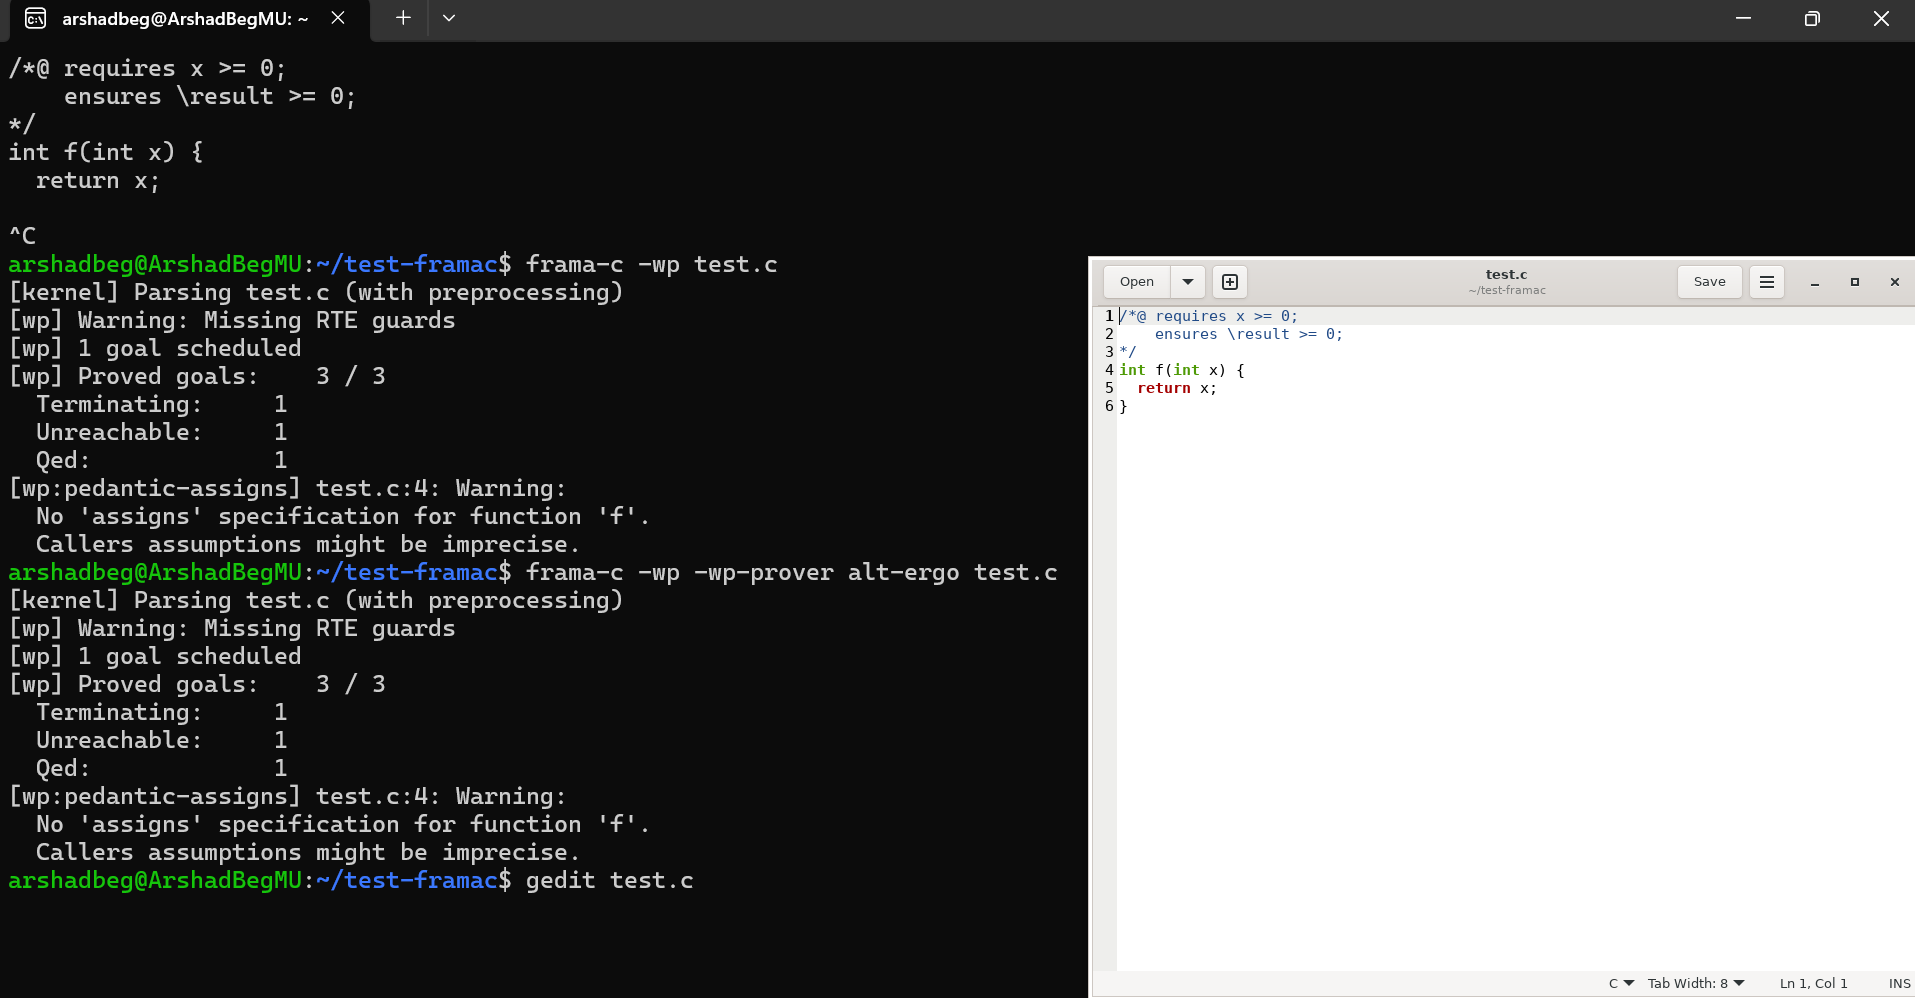 arshadbeg@ArshadBegMU: ~
/*@ requires x >= 0;
    ensures \result >= 0;
*/
int f(int x) {
  return x;
^C
arshadbeg@ArshadBegMU:~/test-framac$ frama-c -wp test.c
[kernel] Parsing test.c (with preprocessing)
[wp] Warning: Missing RTE guards
[wp] 1 goal scheduled
[wp] Proved goals:    3 / 3
  Terminating:     1
  Unreachable:     1
  Qed:             1
[wp:pedantic-assigns] test.c:4: Warning:
  No 'assigns' specification for function 'f'.
  Callers assumptions might be imprecise.
arshadbeg@ArshadBegMU:~/test-framac$ frama-c -wp -wp-prover alt-ergo test.c
[kernel] Parsing test.c (with preprocessing)
[wp] Warning: Missing RTE guards
[wp] 1 goal scheduled
[wp] Proved goals:    3 / 3
  Terminating:     1
  Unreachable:     1
  Qed:             1
[wp:pedantic-assigns] test.c:4: Warning:
  No 'assigns' specification for function 'f'.
  Callers assumptions might be imprecise.
arshadbeg@ArshadBegMU:~/test-framac$ gedit test.c
Open
test.c
~/test-framac
Save
1 /*@ requires x >= 0;
2     ensures \result >= 0;
3 */
4 int f(int x) {
5   return x;
6 }
C Tab Width: 8 Ln 1, Col 1 INS